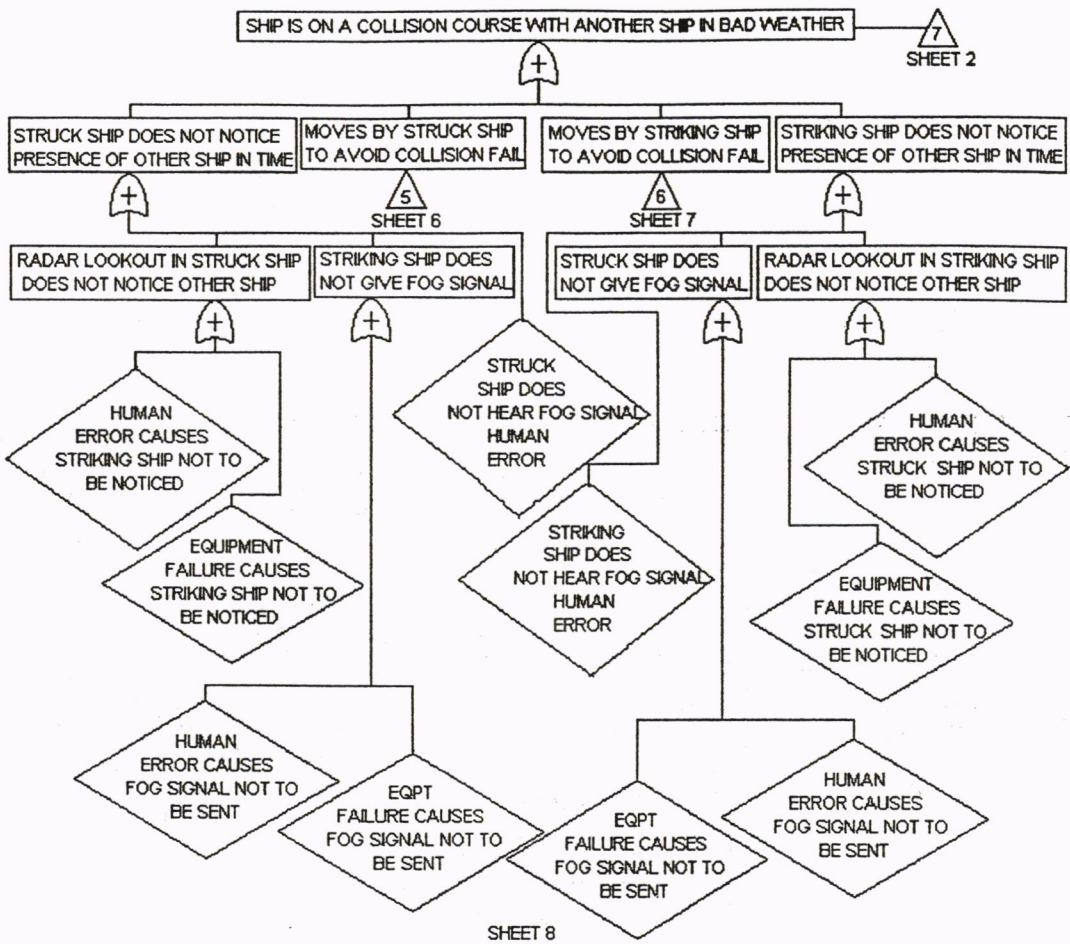 SHIP IS ON A COLLISION COURSE WITH ANOTHER SHIP IN BAD WEATHER
7
SHEET 2
+
STRUCK SHIP DOES NOT NOTICE
PRESENCE OF OTHER SHIP IN TIME
MOVES BY STRUCK SHIP
TO AVOID COLLISION FAIL
MOVES BY STRIKING SHIP
TO AVOID COLLISION FAIL
STRIKING SHIP DOES NOT NOTICE
PRESENCE OF OTHER SHIP IN TIME
+
5
SHEET 6
6
SHEET 7
+
RADAR LOOKOUT IN STRUCK SHIP
DOES NOT NOTICE OTHER SHIP
STRIKING SHIP DOES
NOT GIVE FOG SIGNAL
STRUCK SHIP DOES
NOT GIVE FOG SIGNAL
RADAR LOOKOUT IN STRIKING SHIP
DOES NOT NOTICE OTHER SHIP
+
+
+
+
HUMAN
ERROR CAUSES
STRIKING SHIP NOT TO
BE NOTICED
STRUCK
SHIP DOES
NOT HEAR FOG SIGNAL
HUMAN
ERROR
HUMAN
ERROR CAUSES
STRUCK SHIP NOT TO
BE NOTICED
EQUIPMENT
FAILURE CAUSES
STRIKING SHIP NOT TO
BE NOTICED
STRIKING
SHIP DOES
NOT HEAR FOG SIGNAL
HUMAN
ERROR
EQUIPMENT
FAILURE CAUSES
STRUCK SHIP NOT TO
BE NOTICED
HUMAN
ERROR CAUSES
FOG SIGNAL NOT TO
BE SENT
EQPT
FAILURE CAUSES
FOG SIGNAL NOT TO
BE SENT
EQPT
FAILURE CAUSES
FOG SIGNAL NOT TO
BE SENT
HUMAN
ERROR CAUSES
FOG SIGNAL NOT TO
BE SENT
SHEET 8